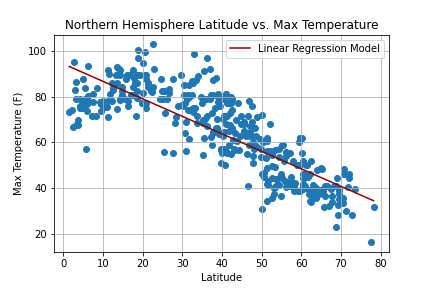 Northern Hemisphere Latitude vs. Max Temperature
Linear Regression Model
Max Temperature (F)
100
80
60
40
20
0 10 20 30 40 50 60 70 80
Latitude